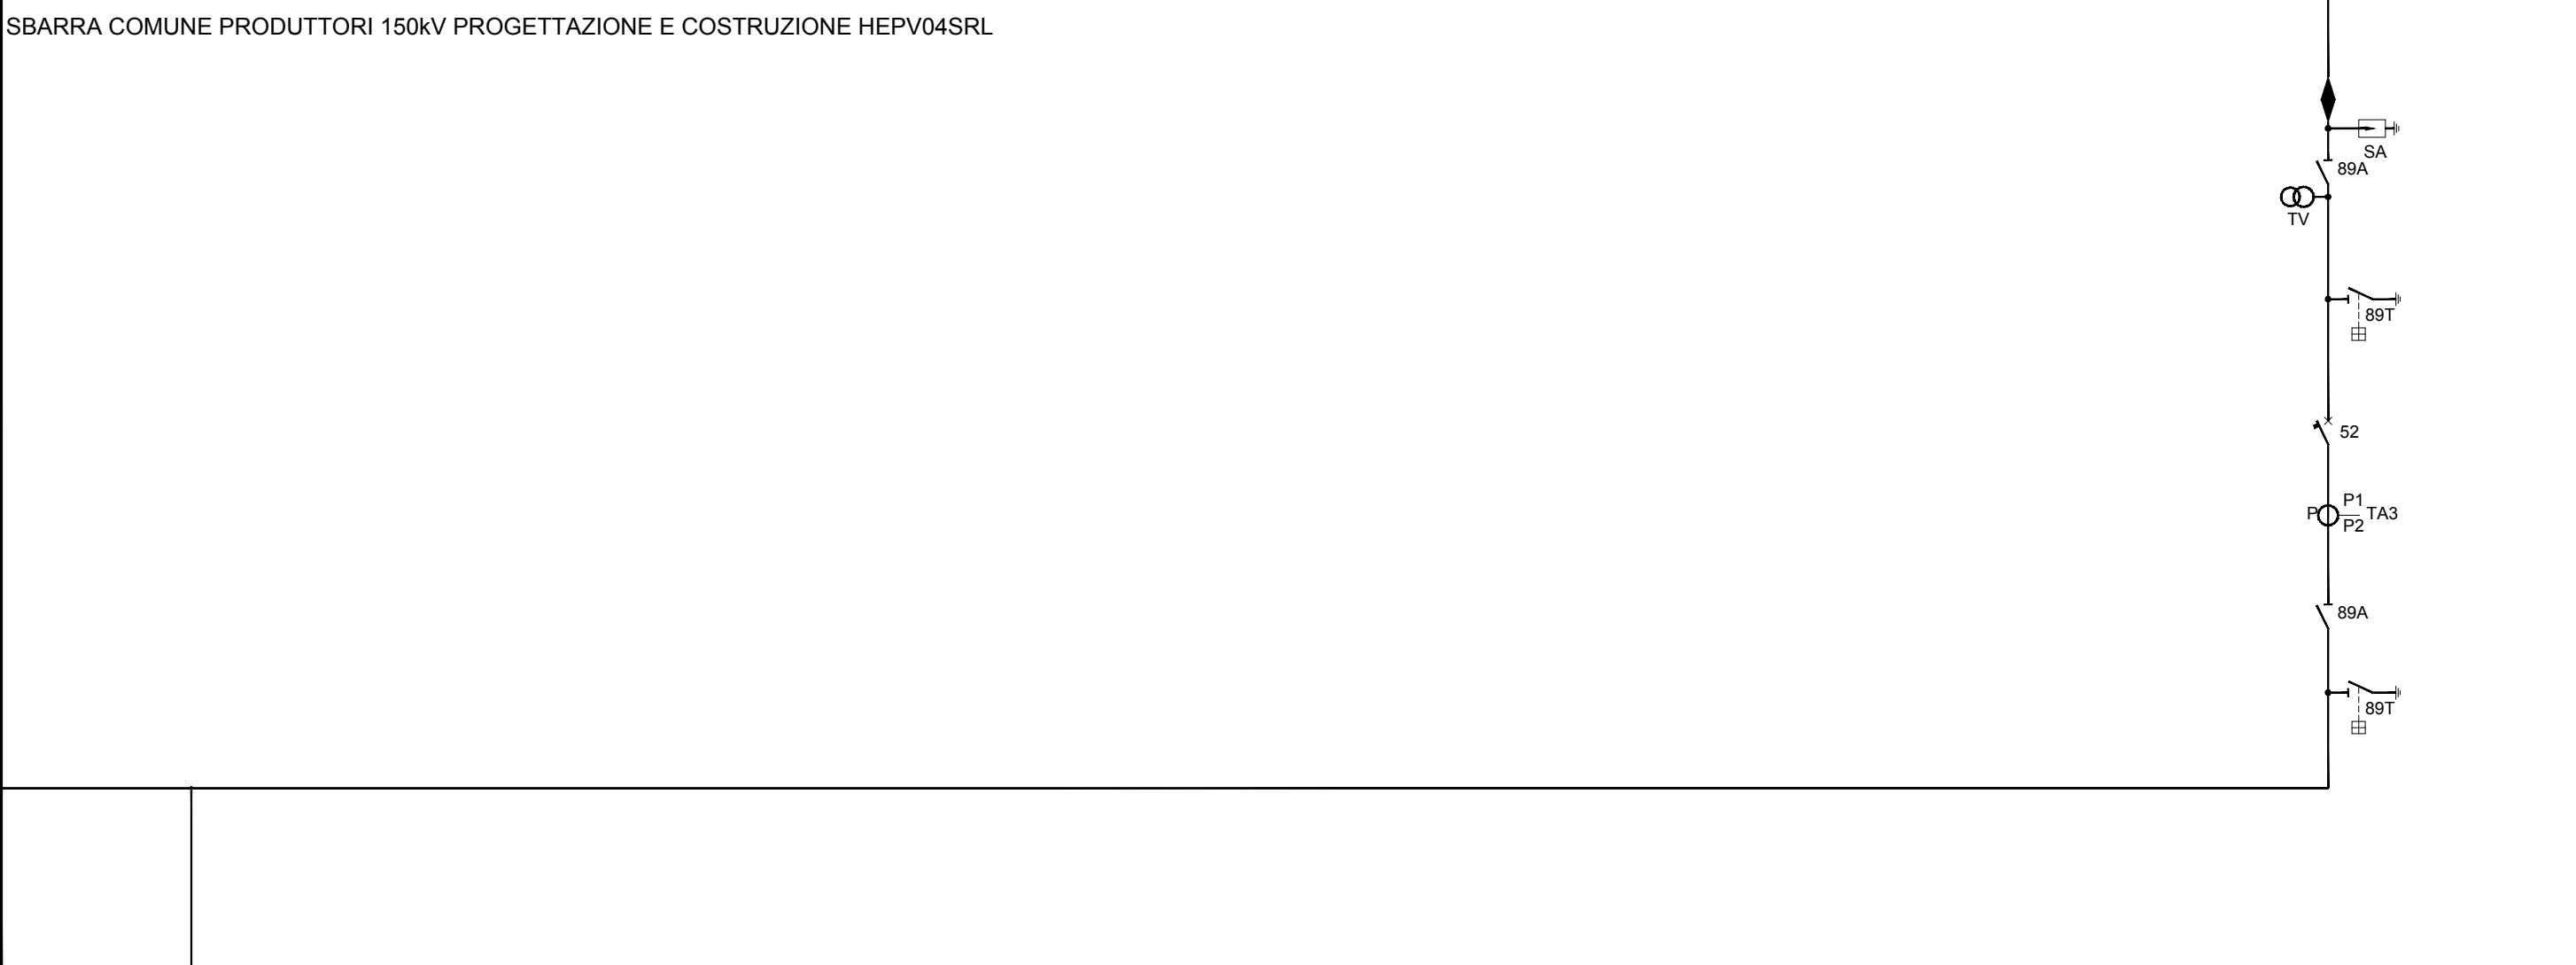 SBARRA COMUNE PRODUTTORI 150kV PROGETTAZIONE E COSTRUZIONE HEPV04SRL
SA
89A
TV
89T
52
P1
P TA3
P2
89A
89T